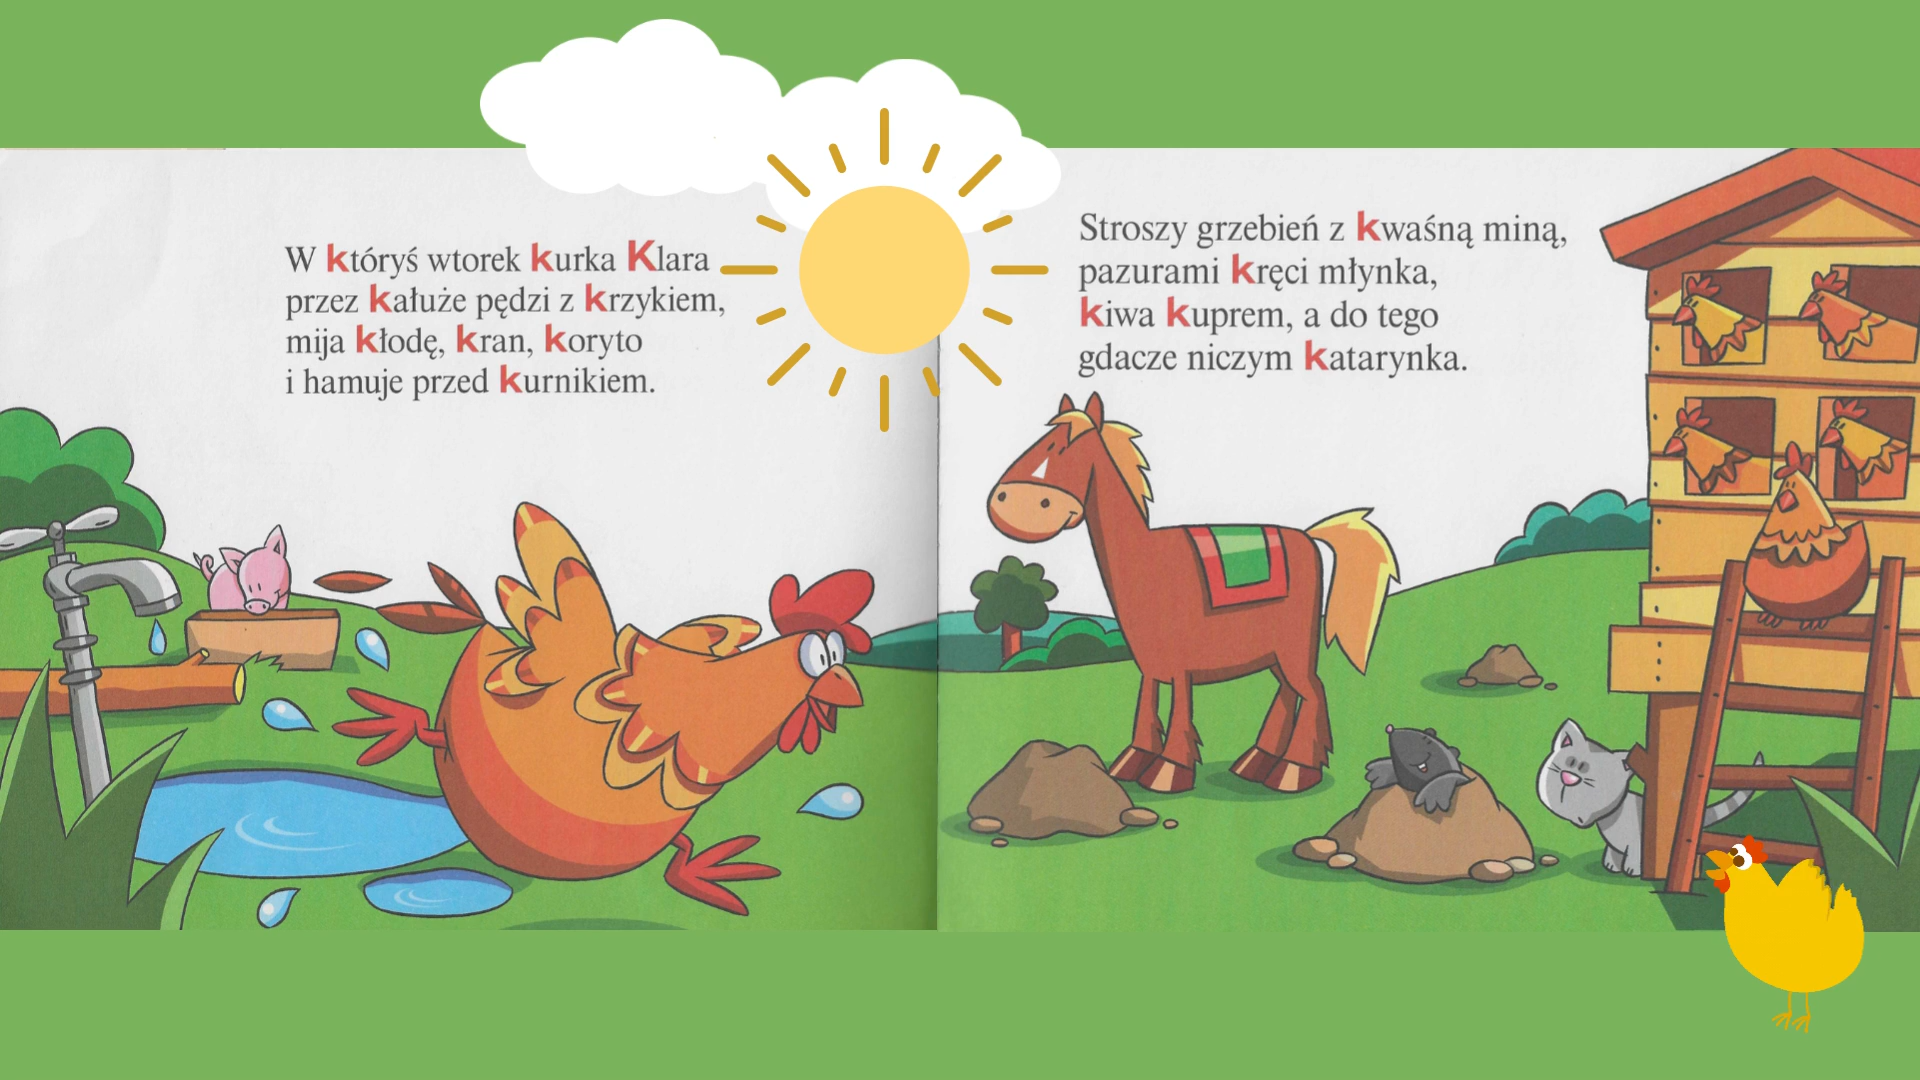 W któryś wtorek kurka Klara
przez kałuże pędzi z krzykiem,
mija kłodę, kran, koryto
i hamuje przed kurnikiem.
Stroszy grzebień z kwaśną miną,
pazurami kręci młynka,
kiwa kuprem, a do tego
gdacze niczym katarynka.